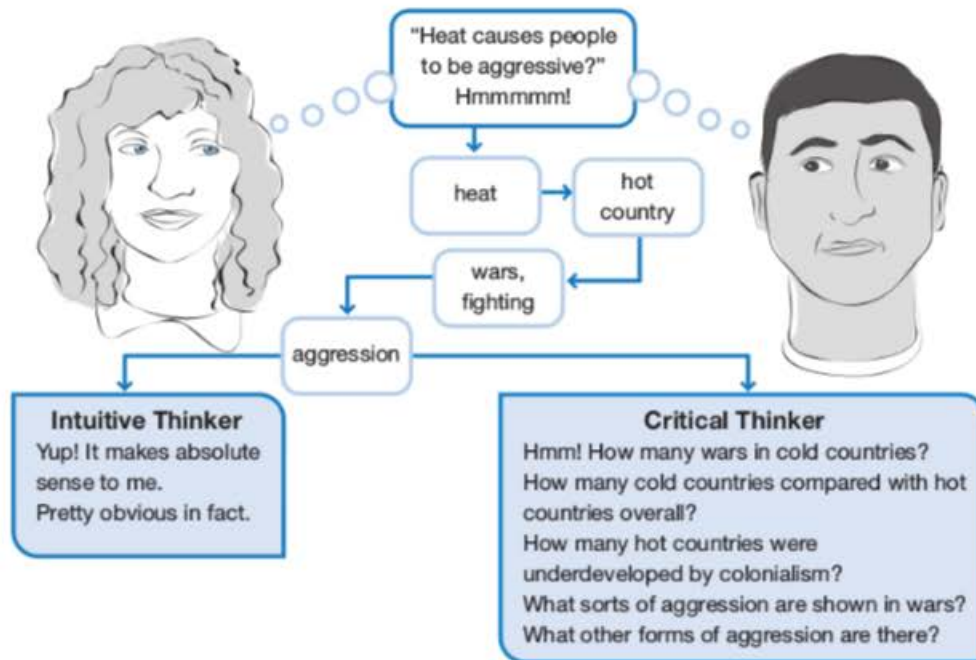 "Heat causes people
to be aggressive?"
Hmmmmm!
heat
hot
country
wars,
fighting
aggression
Intuitive Thinker
Yup! It makes absolute
sense to me.
Pretty obvious in fact.
Critical Thinker
Hmm! How many wars in cold countries?
How many cold countries compared with hot
countries overall?
How many hot countries were
underdeveloped by colonialism?
What sorts of aggression are shown in wars?
What other forms of aggression are there?